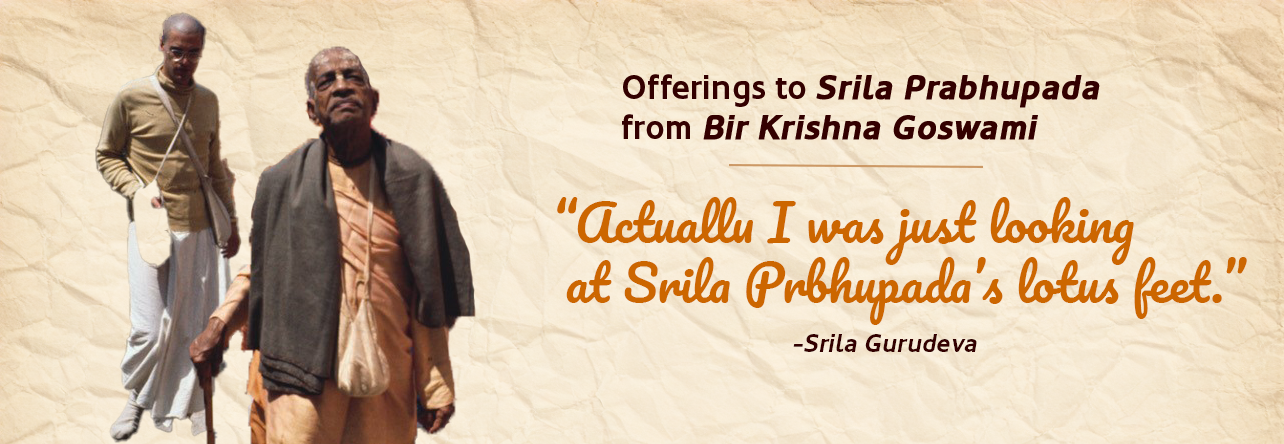 Offerings to Srila Prabhupada
from Bir Krishna Goswami
“Actuallu I was just looking
at Srila Prbhupada’s lotus feet.”
–Srila Gurudeva